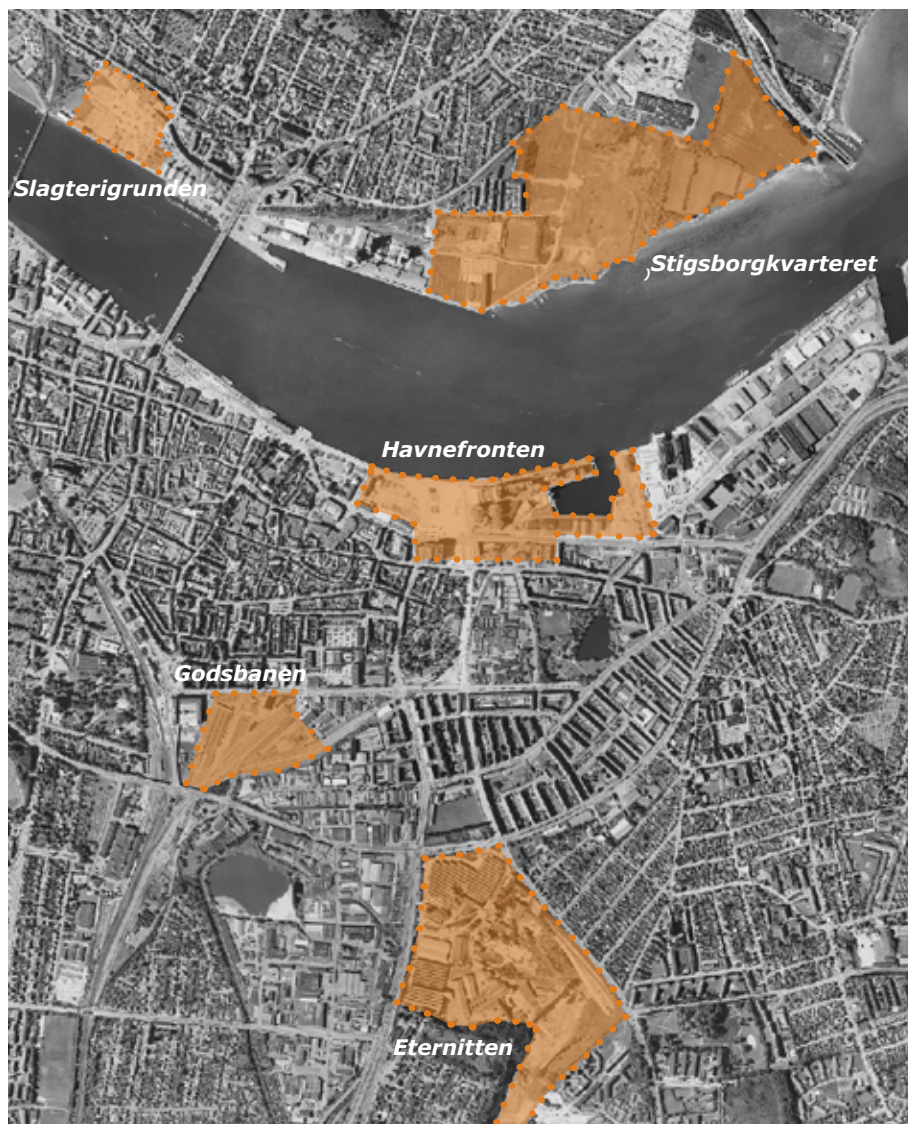 Slagterigrunden
Stigsborgkvarteret
)
Havnefronten
Godsbanen
Eternitten